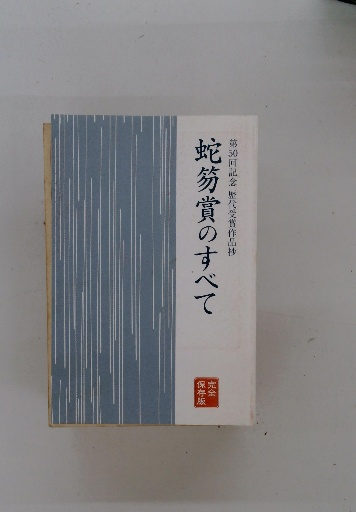 第50回記念 歴代受賞作品抄
蛇笏賞のすべて
完全
保存版